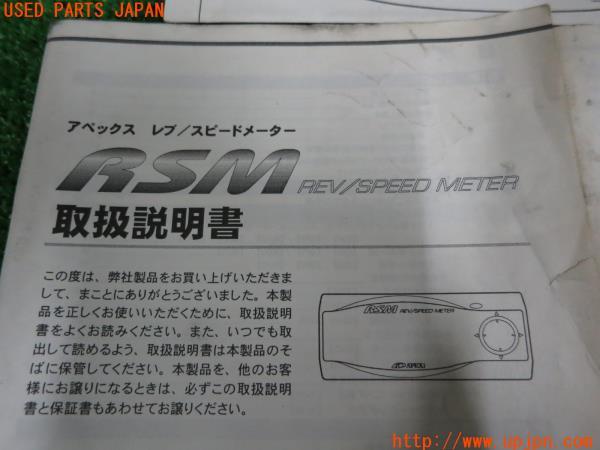 USED PARTS JAPAN
アペックス レブ／スピードメーター
RSM REV/SPEED METER
取扱説明書
この度は、弊社製品をお買い上げいただきま
して、まことにありがとうございました。本製
品を正しくお使いいただくために、取扱説明
書をよくお読みください。また、いつでも取
出して読めるよう、取扱説明書は本製品のそ
ばに保管してください。本製品を、他のお客
様にお譲りになるときは、必ずこの取扱説明
書と保証書もあわせてお譲りください。
RSM REV/SPEED METER
A'PEXi
http://www.upjpn.com/